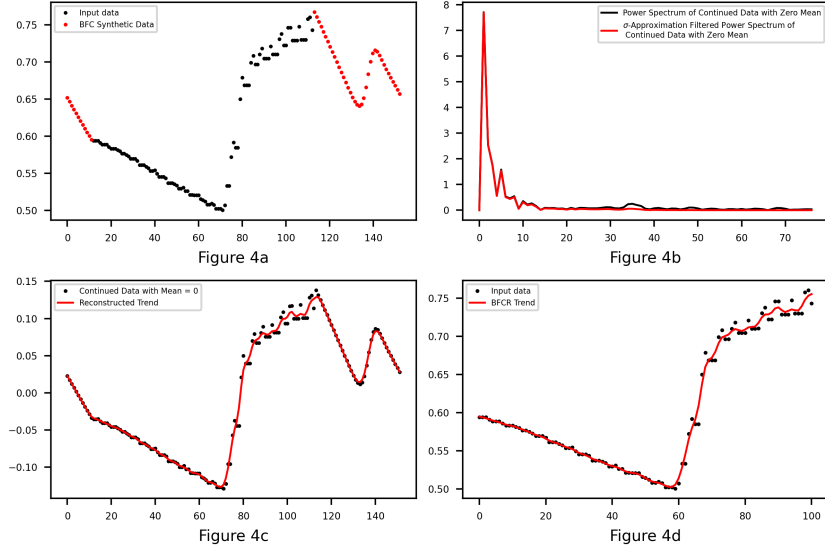 Input data
BFC Synthetic Data
0.75
0.70
0.65
0.60
0.55
0.50
0 20 40 60 80 100 120 140
Figure 4a
Power Spectrum of Continued Data with Zero Mean
σ-Approximation Filtered Power Spectrum of
Continued Data with Zero Mean
8
7
6
5
4
3
2
1
0
0 10 20 30 40 50 60 70
Figure 4b
Continued Data with Mean = 0
Reconstructed Trend
0.15
0.10
0.05
0.00
−0.05
−0.10
0 20 40 60 80 100 120 140
Figure 4c
Input data
BFCR Trend
0.75
0.70
0.65
0.60
0.55
0.50
0 20 40 60 80 100
Figure 4d